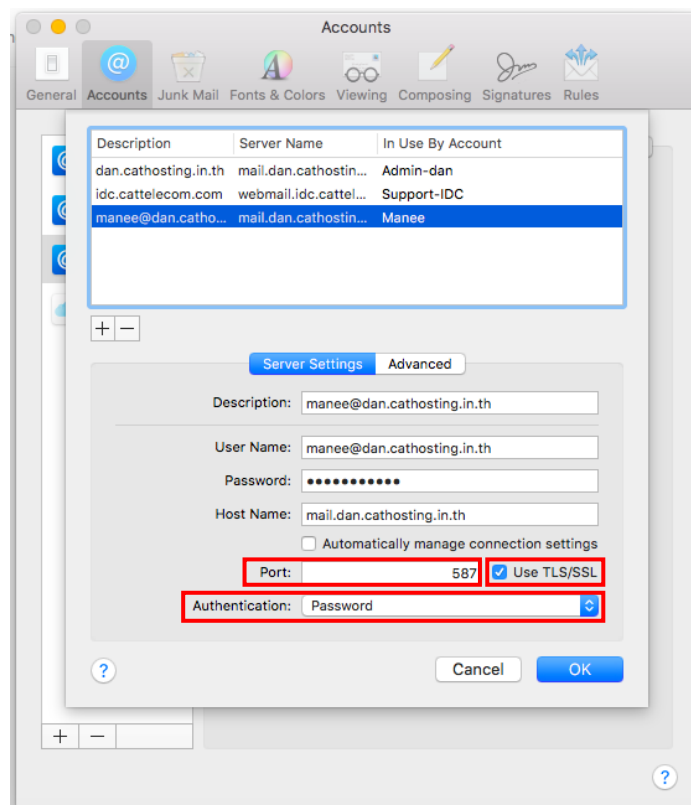 Accounts
General Accounts Junk Mail Fonts & Colors Viewing Composing Signatures Rules
Description Server Name In Use By Account
dan.cathosting.in.th mail.dan.cathostin... Admin-dan
idc.cattelecom.com webmail.idc.cattel... Support-IDC
manee@dan.catho... mail.dan.cathostin... Manee
+ −
Server Settings Advanced
Description: manee@dan.cathosting.in.th
User Name: manee@dan.cathosting.in.th
Password: •••••••••••
Host Name: mail.dan.cathosting.in.th
Automatically manage connection settings
Port: 587 Use TLS/SSL
Authentication: Password
? Cancel OK
+ −
?